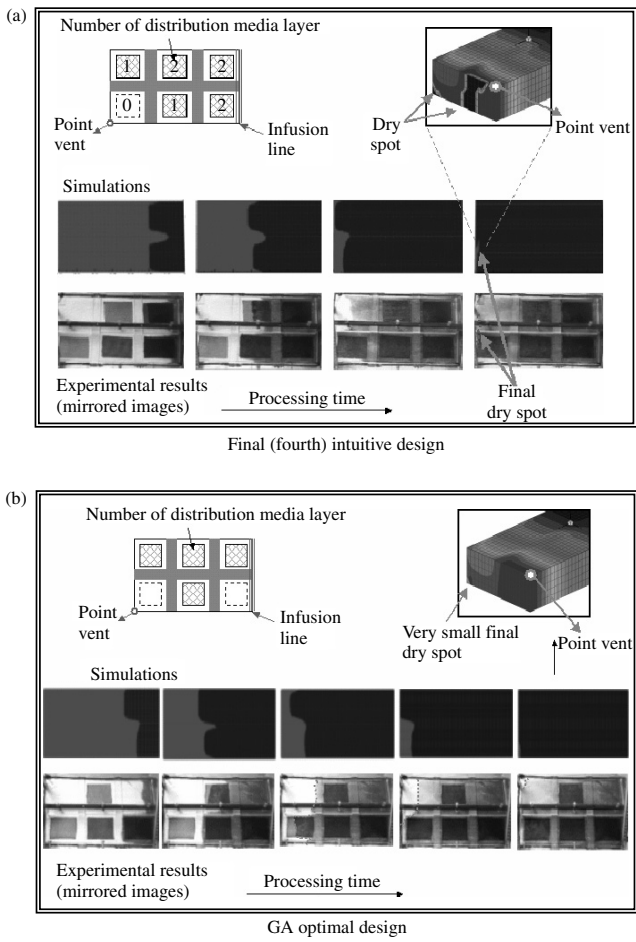 (a)
Number of distribution media layer
1 2 2
0 1 2
Point
vent
Infusion
line
Dry
spot
Point vent
Simulations
Experimental results
(mirrored images)
Processing time
Final
dry spot
Final (fourth) intuitive design
(b)
Number of distribution media layer
Point
vent
Infusion
line
Very small final
dry spot
Point vent
Simulations
Experimental results
(mirrored images)
Processing time
GA optimal design